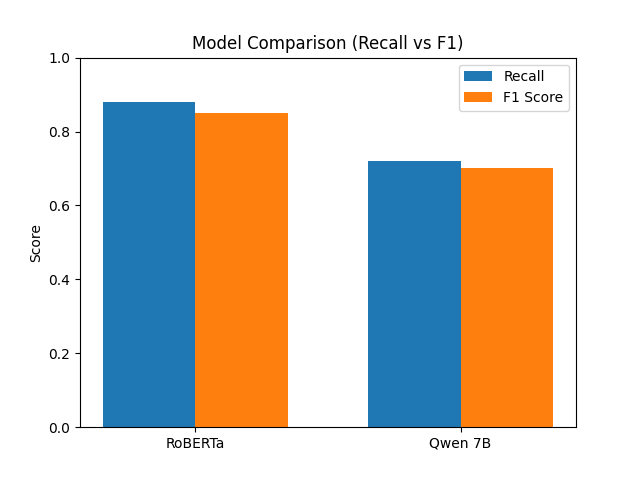 Model Comparison (Recall vs F1)
Recall
F1 Score
Score
1.0
0.8
0.6
0.4
0.2
0.0
RoBERTa
Qwen 7B